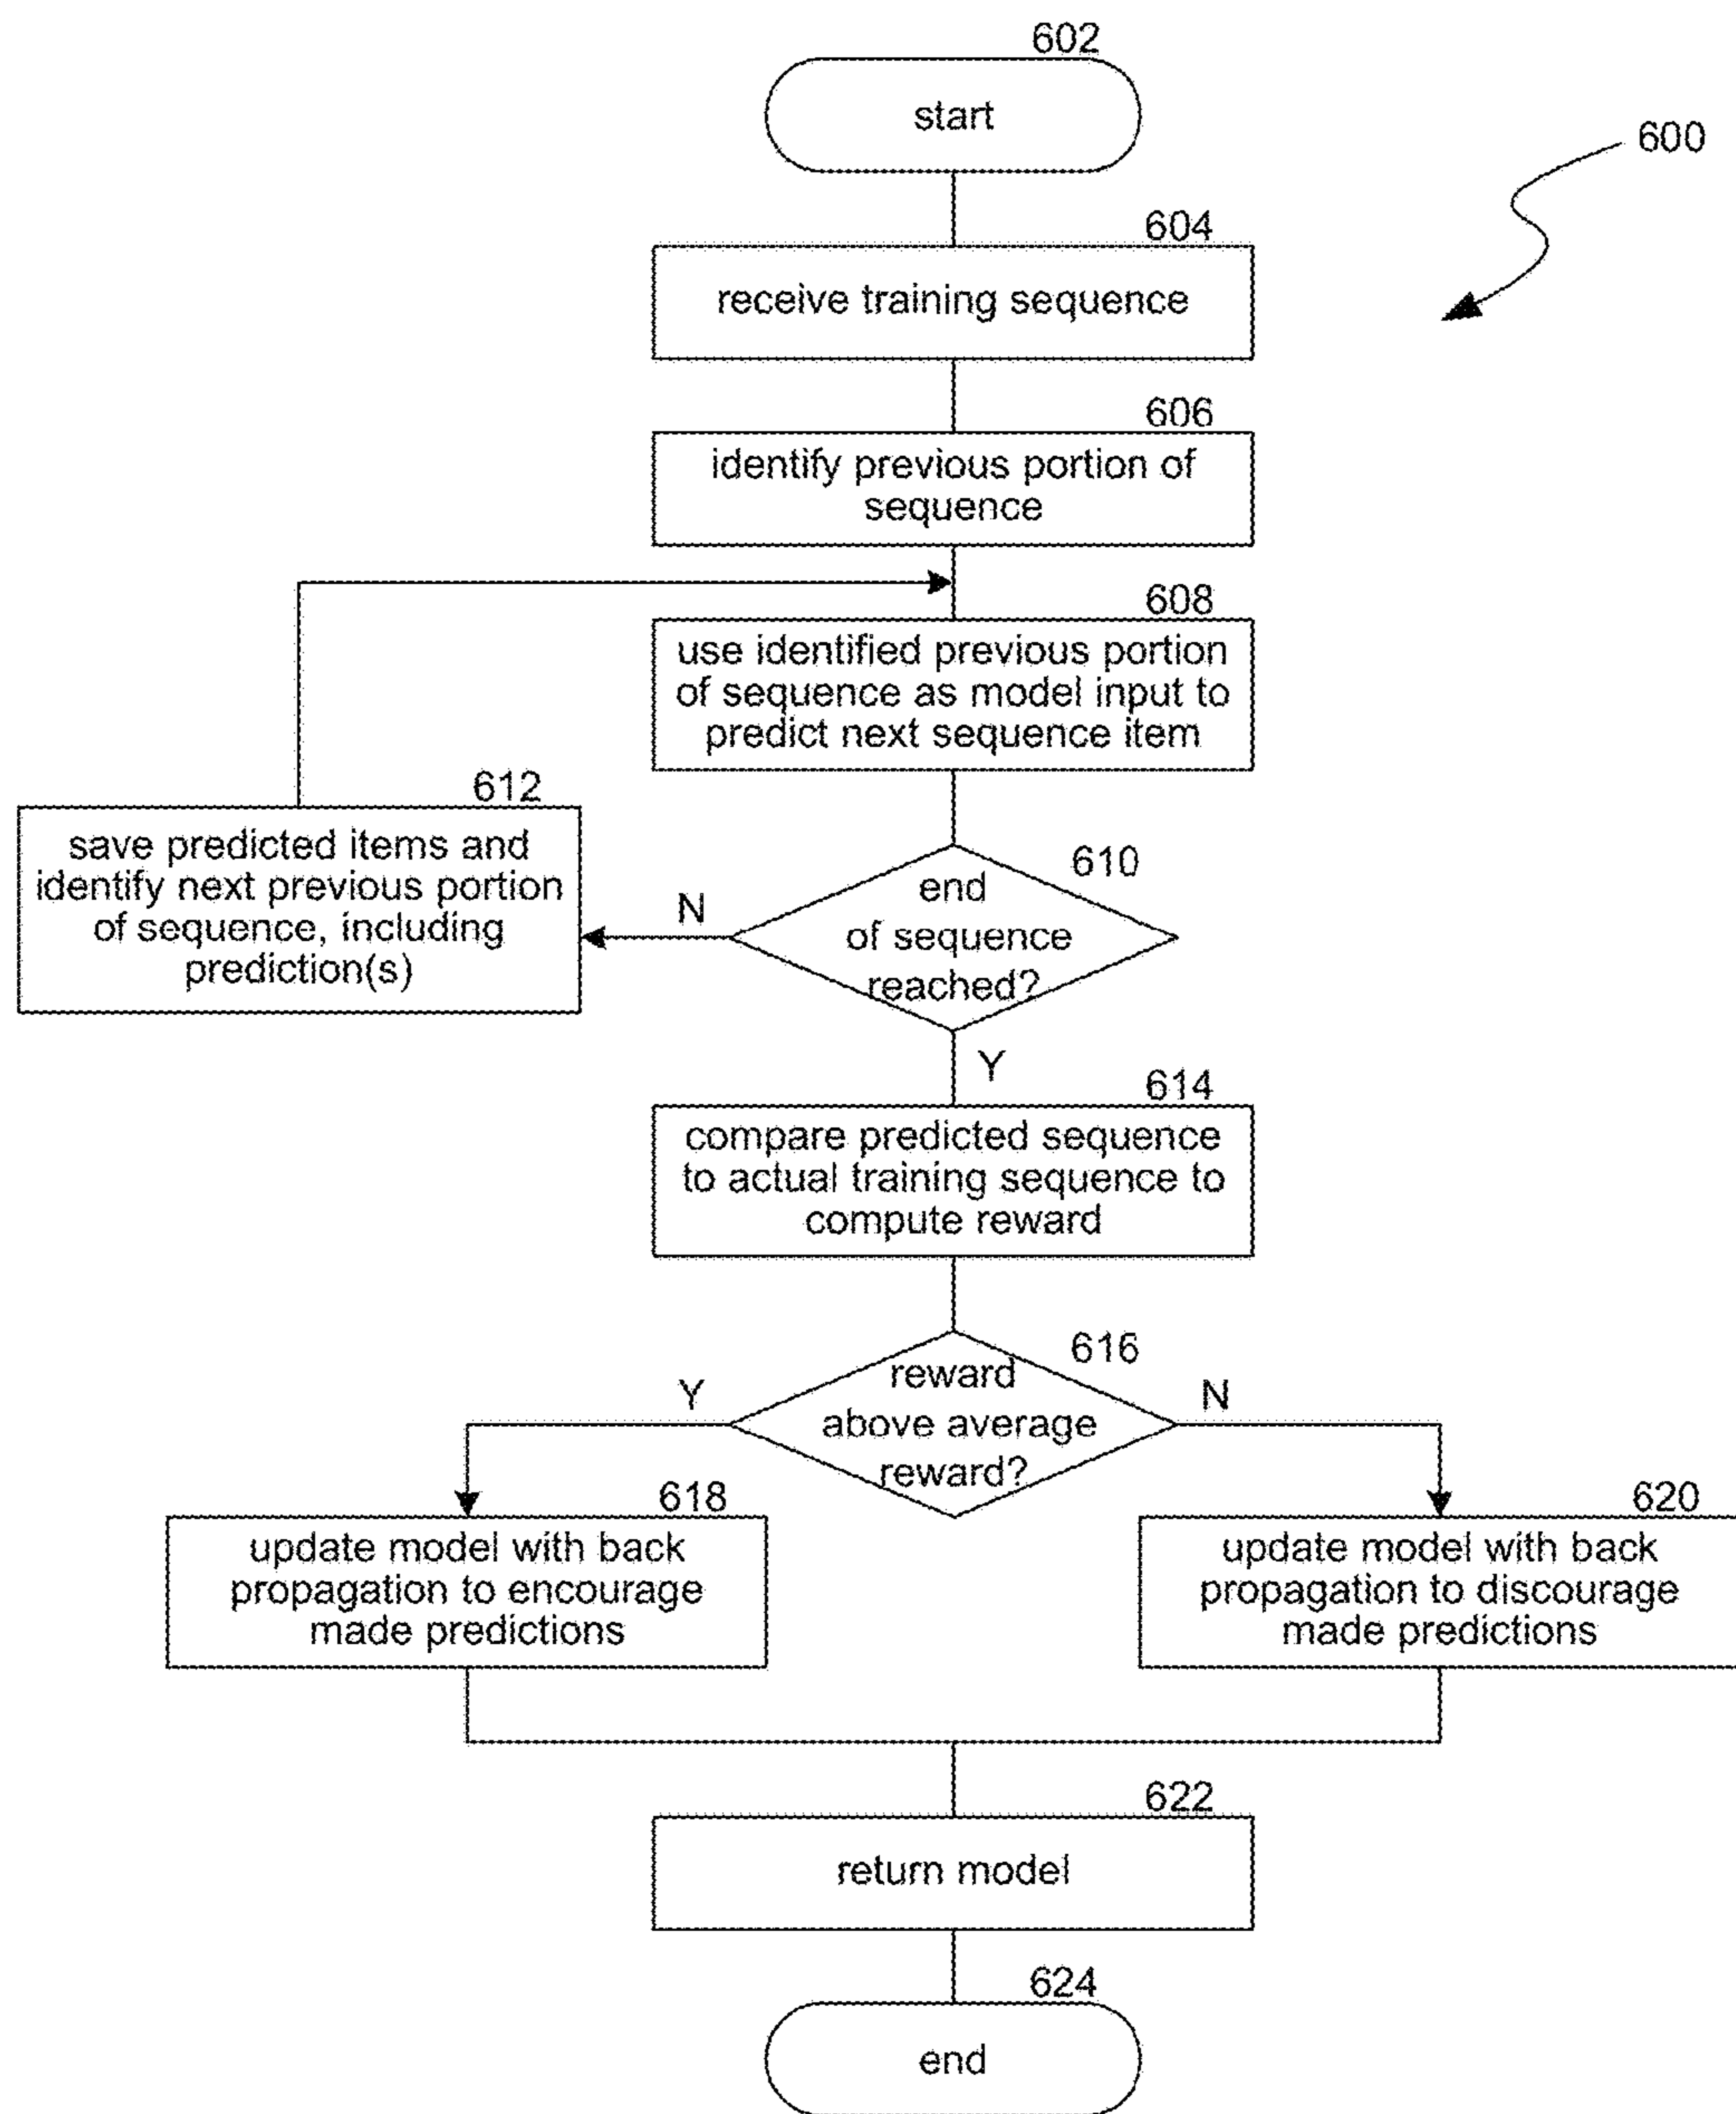 602
start
600
604
receive training sequence
606
identify previous portion of
sequence
608
use identified previous portion
of sequence as model input to
predict next sequence item
612
save predicted items and
identify next previous portion
of sequence, including
prediction(s)
610
end
of sequence
reached?
N
Y
614
compare predicted sequence
to actual training sequence to
compute reward
616
reward
above average
reward?
Y
N
618
update model with back
propagation to encourage
made predictions
620
update model with back
propagation to discourage
made predictions
622
return model
624
end